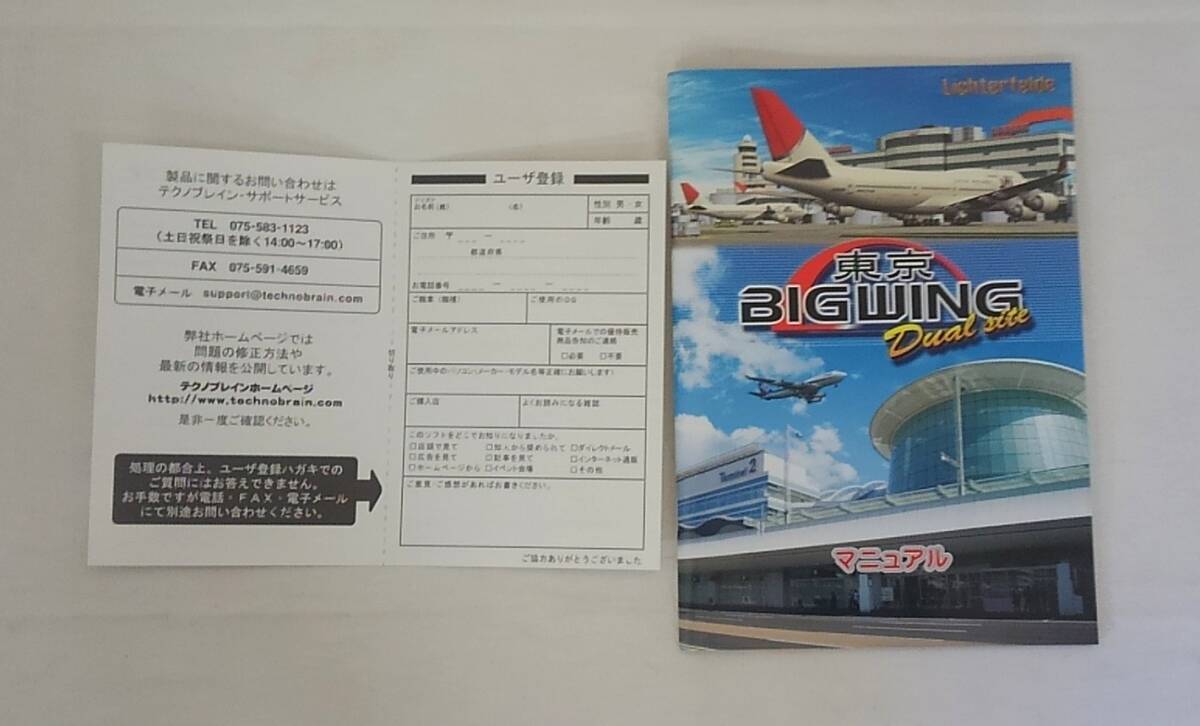 製品に関するお問い合わせは
テクノブレイン・サポートサービス
TEL 075-583-1123
(土日祝祭日を除く14:00～17:00)
FAX 075-591-4659
電子メール support@technobrain.com
弊社ホームページでは
問題の修正方法や
最新の情報を公開しています。
テクノブレインホームページ
http://www.technobrain.com
是非一度ご確認ください。
処理の都合上、ユーザ登録ハガキでの
ご質問にはお答えできません。
お手数ですが電話・FAX・電子メール
にて別途お問い合わせください。
切り取り
ユーザ登録
お名前(姓) (名)
性別 男・女
年齢 歳
ご住所 〒
都道府県
お電話番号
ご職業(職種)
ご使用のOS
電子メールアドレス
電子メールでの優待販売
商品告知のご連絡
□必要 □不要
ご使用中のパソコン(メーカー・モデル名等正確にお願いします)
ご購入店
よくお読みになる雑誌
このソフトをどこでお知りになりましたか。
□店頭で見て □知人から奨められて □ダイレクトメール
□広告を見て □記事を見て □インターネット通販
□ホームページから □イベント会場 □その他
ご意見・ご感想があればお書きください。
ご協力ありがとうございました
Lichterfelde
東京
BIGWING
Dual site
Terminal 2
マニュアル